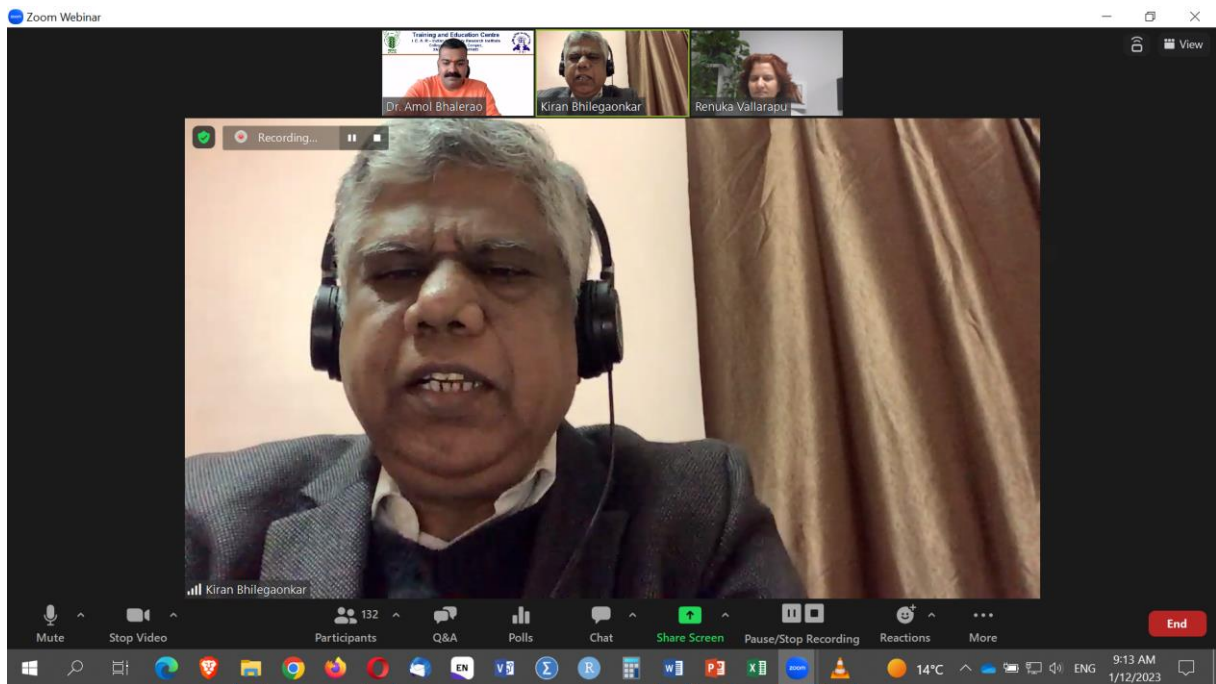 Zoom Webinar
View
Training and Education Centre
Dr. Amol Bhalerao
Kiran Bhilegaonkar
Renuka Vallarapu
Recording...
Kiran Bhilegaonkar
132
Mute
Stop Video
Participants
Q&A
Polls
Chat
Share Screen
Pause/Stop Recording
Reactions
More
End
EN
14°C
ENG
9:13 AM
1/12/2023